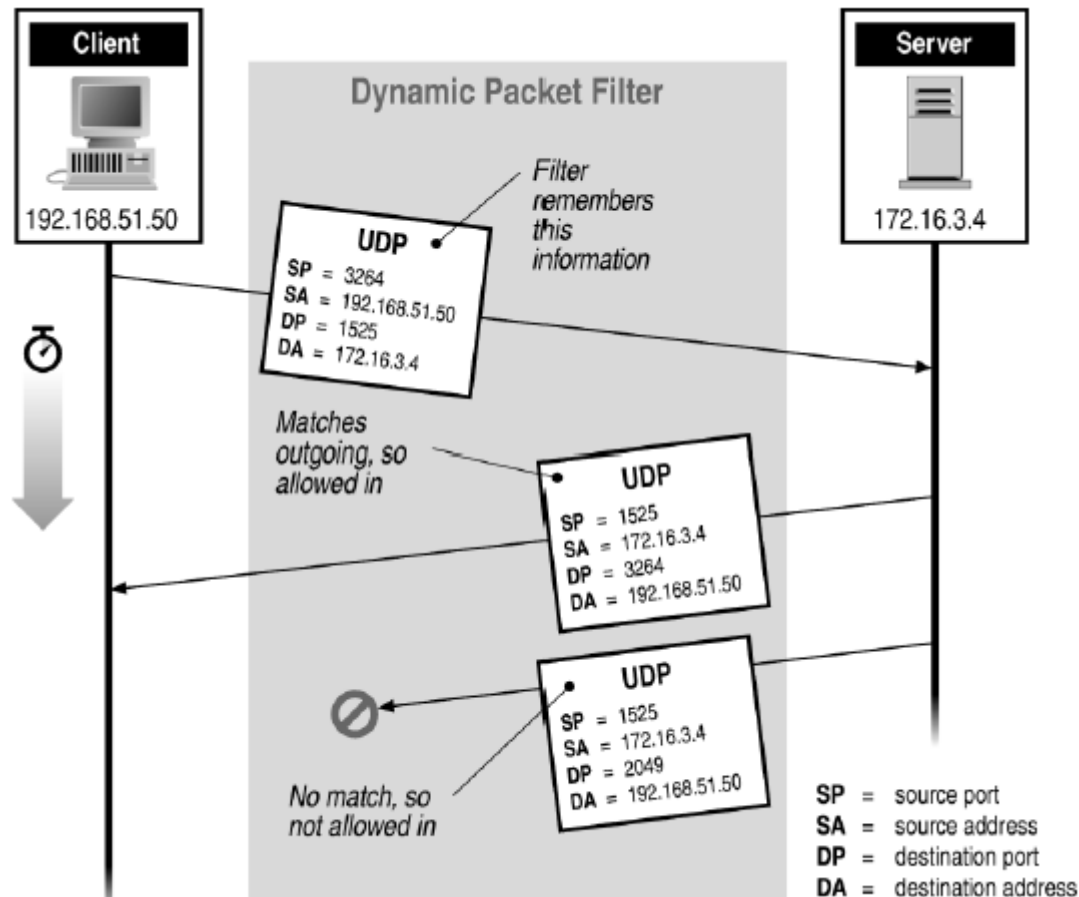 Client
192.168.51.50
Dynamic Packet Filter
Server
172.16.3.4
Filter
remembers
this
information
UDP
SP = 3264
SA = 192.168.51.50
DP = 1525
DA = 172.16.3.4
Matches
outgoing, so
allowed in
UDP
SP = 1525
SA = 172.16.3.4
DP = 3264
DA = 192.168.51.50
UDP
SP = 1525
SA = 172.16.3.4
DP = 2049
DA = 192.168.51.50
No match, so
not allowed in
SP = source port
SA = source address
DP = destination port
DA = destination address